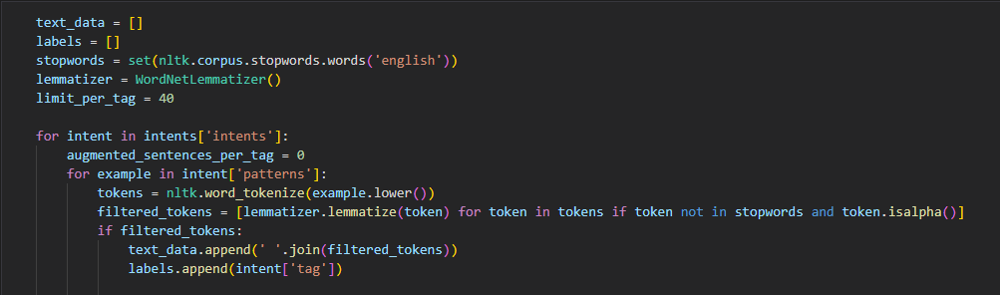 text_data = []
labels = []
stopwords = set(nltk.corpus.stopwords.words('english'))
lemmatizer = WordNetLemmatizer()
limit_per_tag = 40

for intent in intents['intents']:
    augmented_sentences_per_tag = 0
    for example in intent['patterns']:
        tokens = nltk.word_tokenize(example.lower())
        filtered_tokens = [lemmatizer.lemmatize(token) for token in tokens if token not in stopwords and token.isalpha()]
        if filtered_tokens:
            text_data.append(' '.join(filtered_tokens))
            labels.append(intent['tag'])